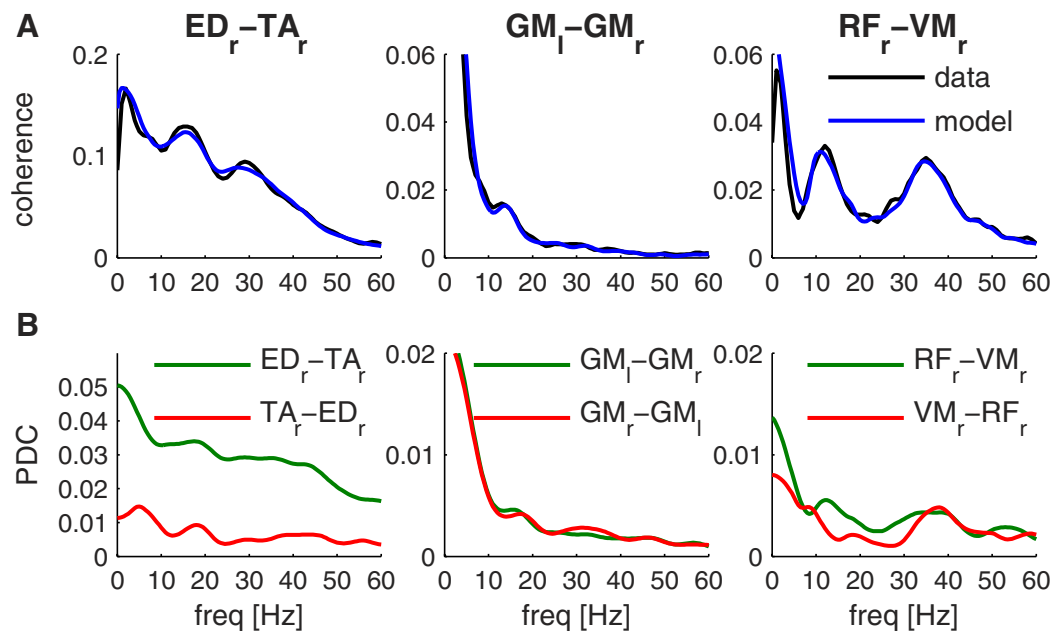 A
ED_r–TA_r
GM_l–GM_r
RF_r–VM_r
coherence
0.2
0.1
0
0 10 20 30 40 50 60
0.06
0.04
0.02
0
0 10 20 30 40 50 60
0.06
0.04
0.02
0
0 10 20 30 40 50 60
data
model
B
PDC
0.05
0.04
0.03
0.02
0.01
0
0 10 20 30 40 50 60
freq [Hz]
ED_r–TA_r
TA_r–ED_r
0.02
0.01
0
0 10 20 30 40 50 60
freq [Hz]
GM_l–GM_r
GM_r–GM_l
0.02
0.01
0
0 10 20 30 40 50 60
freq [Hz]
RF_r–VM_r
VM_r–RF_r